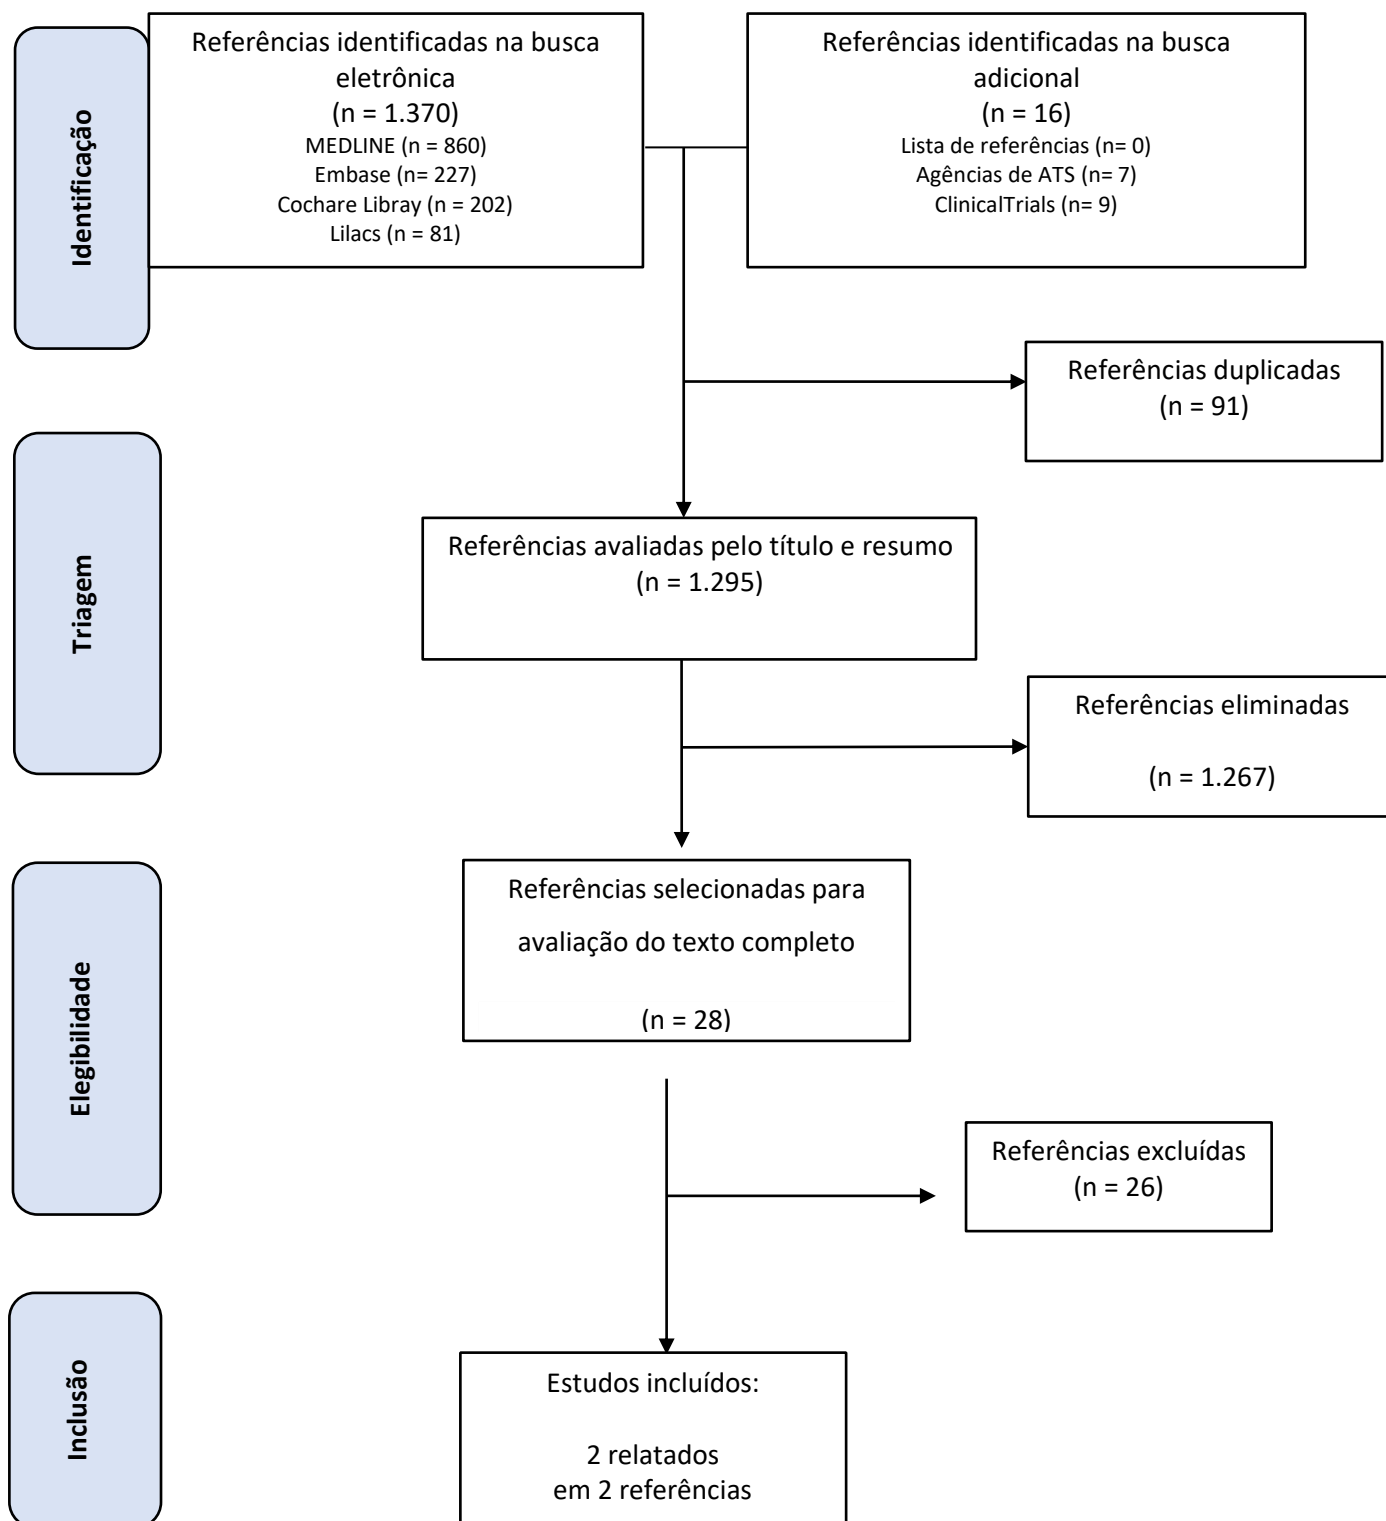 Identificação
Referências identificadas na busca
eletrônica
(n = 1.370)
MEDLINE (n = 860)
Embase (n= 227)
Cochare Libray (n = 202)
Lilacs (n = 81)
Referências identificadas na busca
adicional
(n = 16)
Lista de referências (n= 0)
Agências de ATS (n= 7)
ClinicalTrials (n= 9)
Referências duplicadas
(n = 91)
Triagem
Referências avaliadas pelo título e resumo
(n = 1.295)
Referências eliminadas
(n = 1.267)
Elegibilidade
Referências selecionadas para
avaliação do texto completo
(n = 28)
Referências excluídas
(n = 26)
Inclusão
Estudos incluídos:
2 relatados
em 2 referências